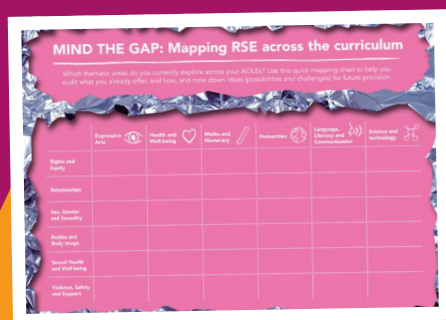 MIND THE GAP: Mapping RSE across the curriculum
Which thematic areas do you currently explore across your AOLEs? Use this quick mapping chart to help you
audit what you already offer, and how, and note down ideas (possibilities and challenges) for future provision.
Expressive
Arts
Health and
Well-being
Maths and
Numeracy
Humanities
Language,
Literacy and
Communication
Science and
technology
Rights and
Equity
Relationships
Sex, Gender
and Sexuality
Bodies and
Body Image
Sexual Health
and Well-being
Violence, Safety
and Support